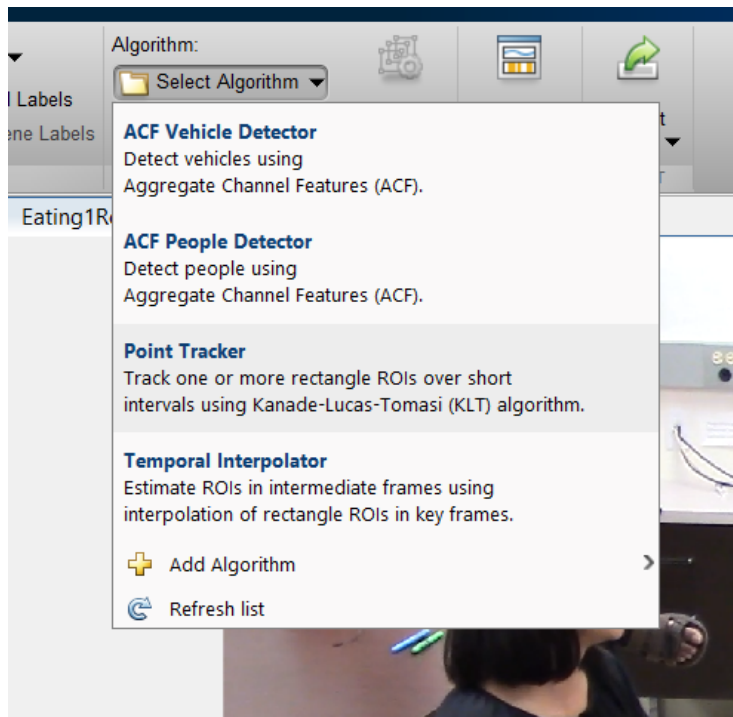 Algorithm:
Select Algorithm
l Labels
ene Labels
t
T
Eating1R
ACF Vehicle Detector
Detect vehicles using
Aggregate Channel Features (ACF).
ACF People Detector
Detect people using
Aggregate Channel Features (ACF).
Point Tracker
Track one or more rectangle ROIs over short
intervals using Kanade-Lucas-Tomasi (KLT) algorithm.
Temporal Interpolator
Estimate ROIs in intermediate frames using
interpolation of rectangle ROIs in key frames.
Add Algorithm
Refresh list